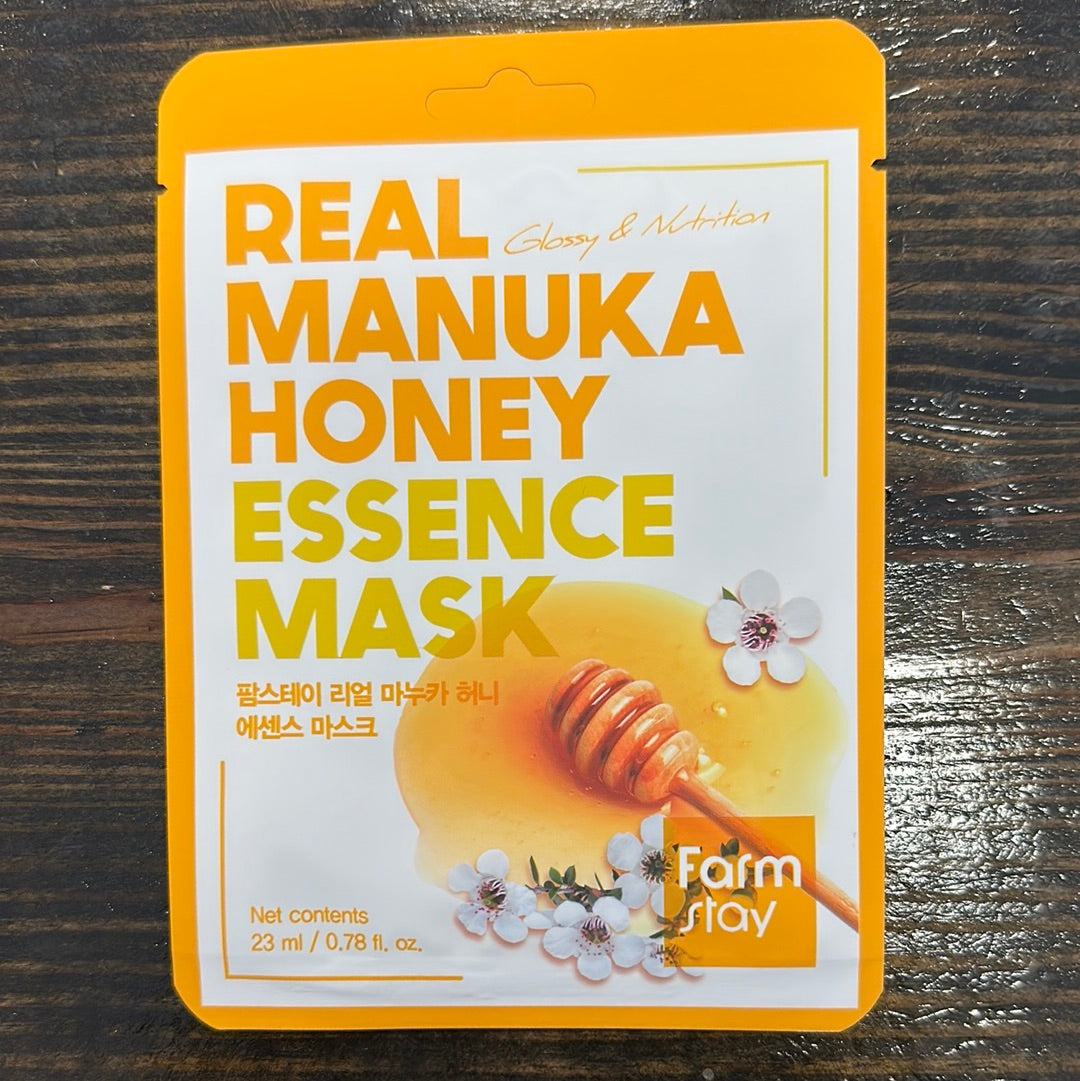 REAL
Glossy & Nutrition
MANUKA
HONEY
ESSENCE
MASK
팜스테이 리얼 마누카 허니
에센스 마스크
Net contents
23 ml / 0.78 fl. oz.
Farm
stay